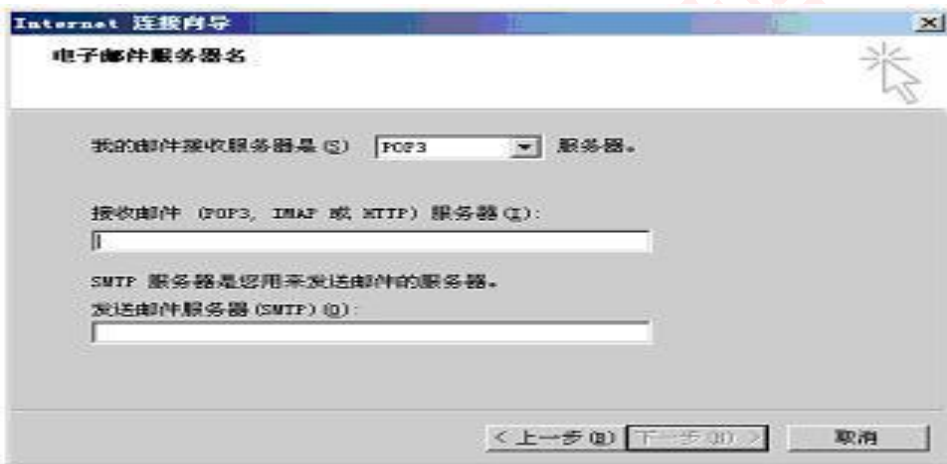 Internet 连接向导
电子邮件服务器名
我的邮件接收服务器是(S) POP3 服务器。
接收邮件 (POP3, IMAP 或 HTTP) 服务器(I):
SMTP 服务器是您用来发送邮件的服务器。
发送邮件服务器(SMTP)(O):
< 上一步(B) 下一步(N) > 取消